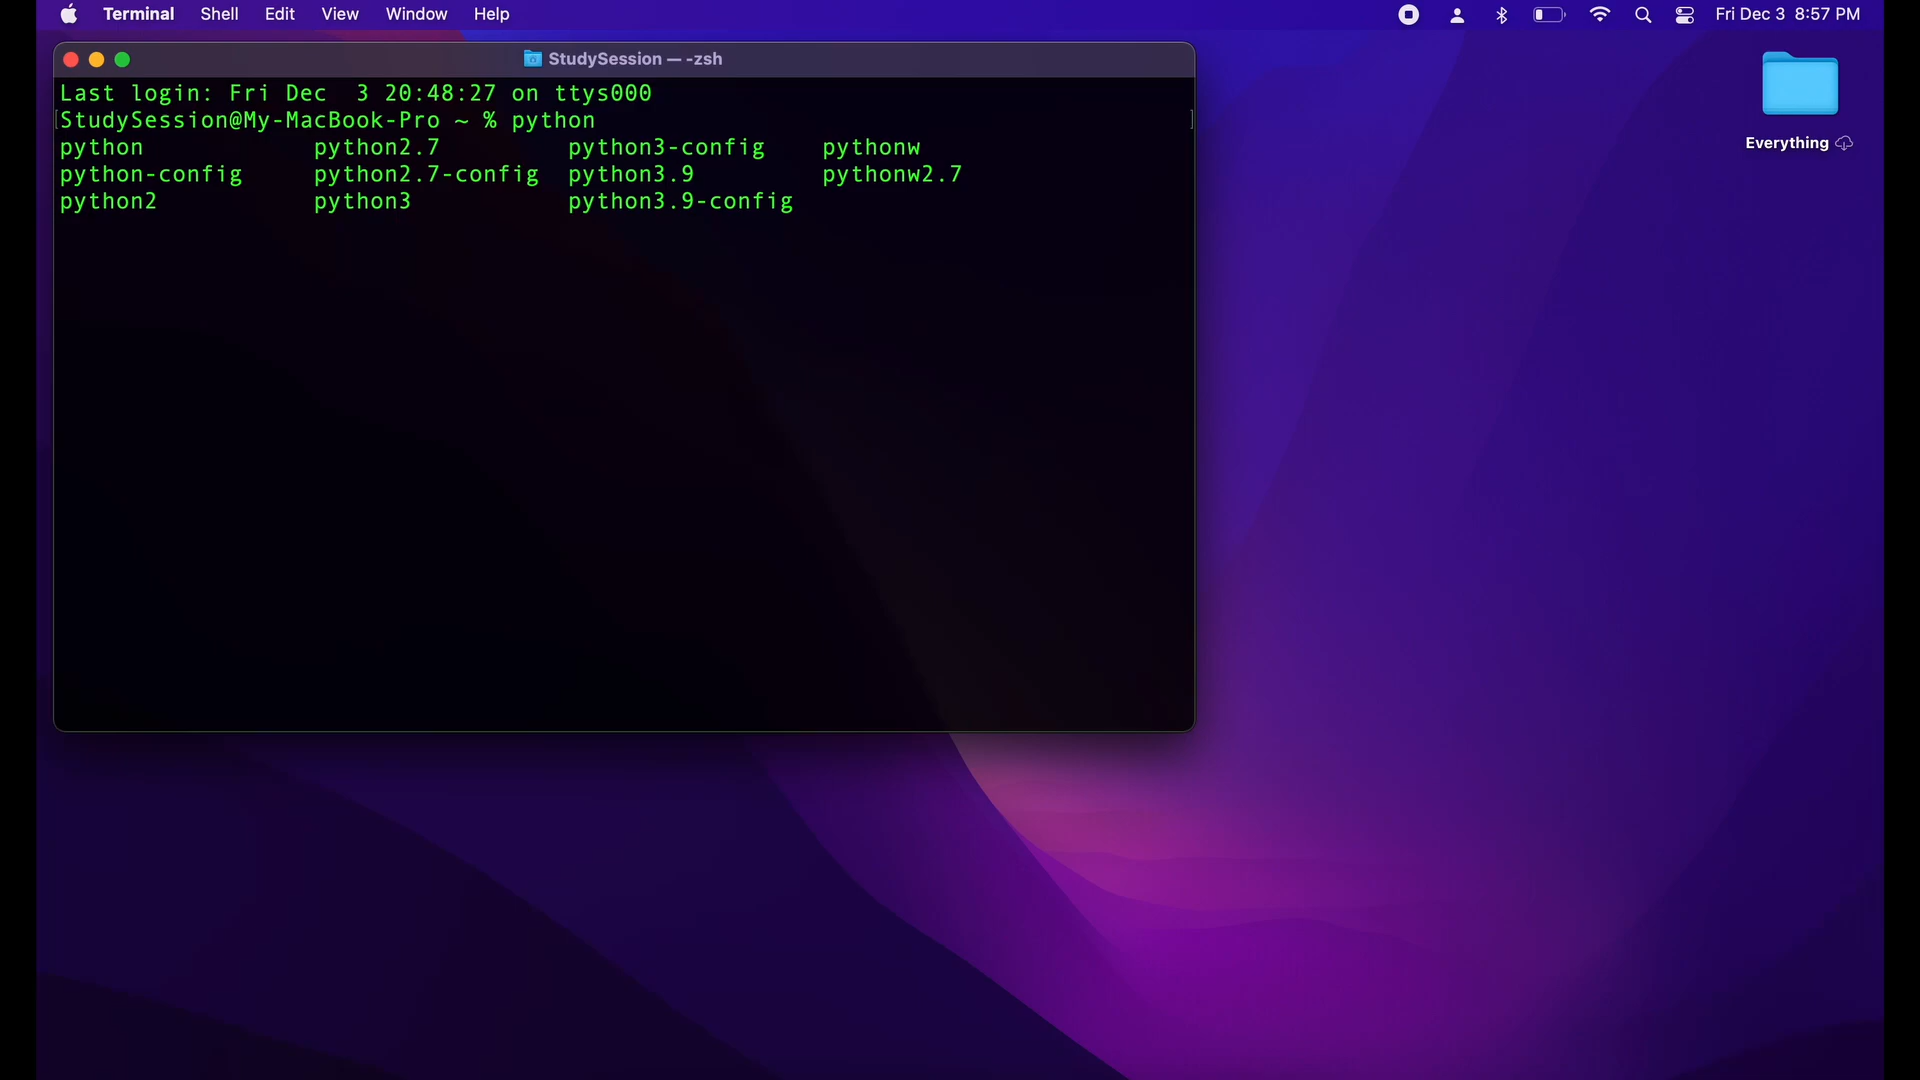 Terminal Shell Edit View Window Help Fri Dec 3 8:57 PM
StudySession — -zsh
Last login: Fri Dec  3 20:48:27 on ttys000
[StudySession@My-MacBook-Pro ~ % python ]
python python2.7 python3-config pythonw
python-config python2.7-config python3.9 pythonw2.7
python2 python3 python3.9-config
Everything